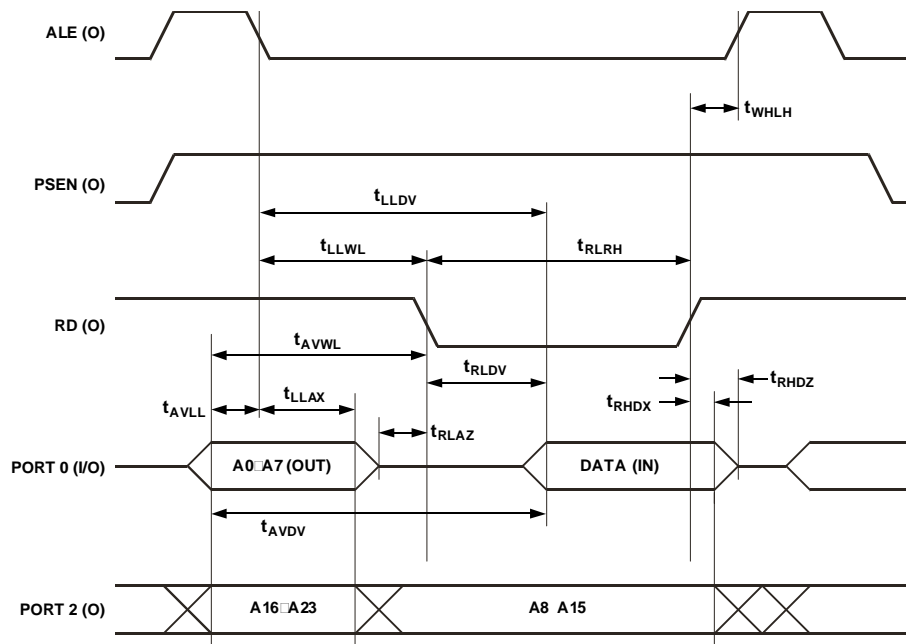 ALE (O)
tWHLH
PSEN (O)
tLLDV
tLLWL
tRLRH
RD (O)
tAVWL
tRLDV
tRHDZ
tAVLL
tLLAX
tRHDX
tRLAZ
PORT 0 (I/O)
A0□A7 (OUT)
DATA (IN)
tAVDV
PORT 2 (O)
A16□A23
A8 A15